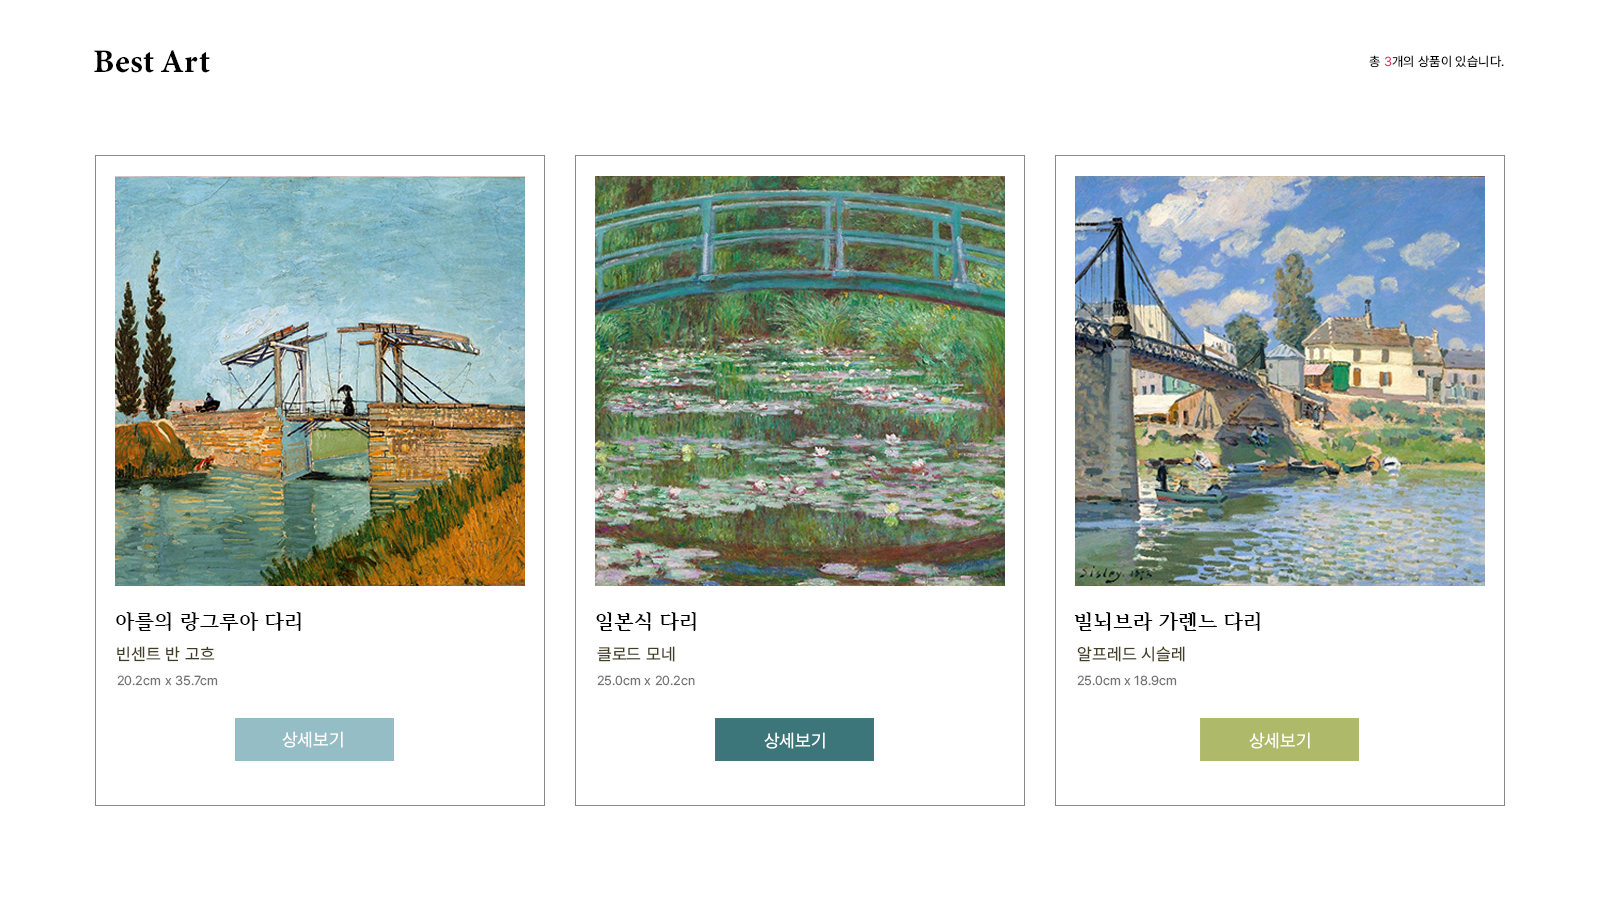 Best Art
총 3개의 상품이 있습니다.
아를의 랑그루아 다리
빈센트 반 고흐
20.2cm x 35.7cm
상세보기
일본식 다리
클로드 모네
25.0cm x 20.2cn
상세보기
빌뇌브라 가렌느 다리
알프레드 시슬레
25.0cm x 18.9cm
상세보기
Sisley.